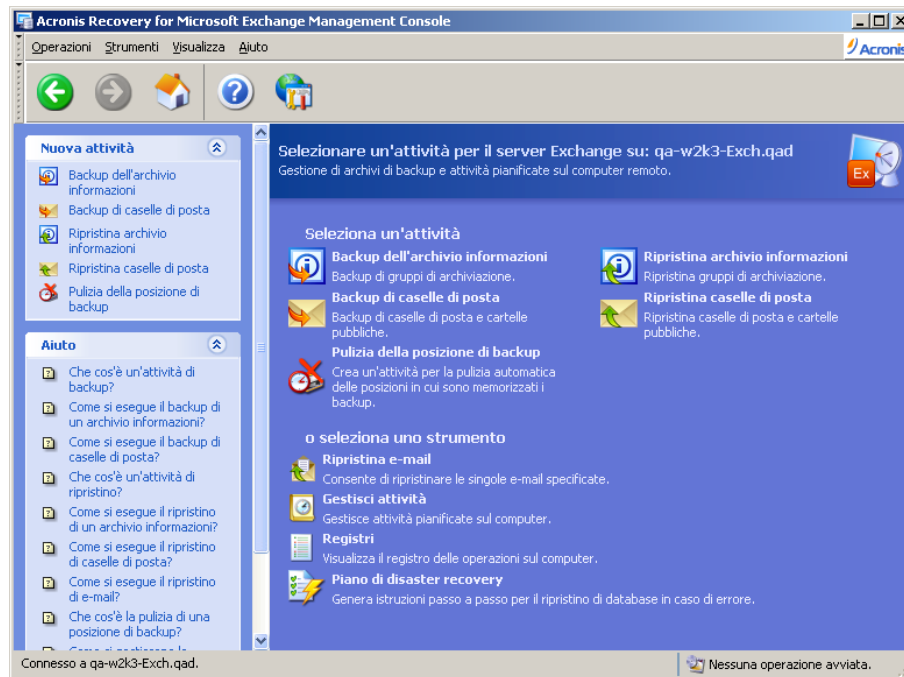 Acronis Recovery for Microsoft Exchange Management Console
Operazioni Strumenti Visualizza Aiuto
Acronis
Nuova attività
Backup dell'archivio
informazioni
Backup di caselle di posta
Ripristina archivio
informazioni
Ripristina caselle di posta
Pulizia della posizione di
backup
Aiuto
Che cos'è un'attività di
backup?
Come si esegue il backup di
un archivio informazioni?
Come si esegue il backup di
caselle di posta?
Che cos'è un'attività di
ripristino?
Come si esegue il ripristino
di un archivio informazioni?
Come si esegue il ripristino
di caselle di posta?
Come si esegue il ripristino
di e-mail?
Che cos'è la pulizia di una
posizione di backup?
Selezionare un'attività per il server Exchange su: qa-w2k3-Exch.qad
Gestione di archivi di backup e attività pianificate sul computer remoto.
Ex
Seleziona un'attività
Backup dell'archivio informazioni
Backup di gruppi di archiviazione.
Ripristina archivio informazioni
Ripristina gruppi di archiviazione.
Backup di caselle di posta
Backup di caselle di posta e cartelle
pubbliche.
Ripristina caselle di posta
Ripristina caselle di posta e cartelle
pubbliche.
Pulizia della posizione di backup
Crea un'attività per la pulizia automatica
delle posizioni in cui sono memorizzati i
backup.
o seleziona uno strumento
Ripristina e-mail
Consente di ripristinare le singole e-mail specificate.
Gestisci attività
Gestisce attività pianificate sul computer.
Registri
Visualizza il registro delle operazioni sul computer.
Piano di disaster recovery
Genera istruzioni passo a passo per il ripristino di database in caso di errore.
Connesso a qa-w2k3-Exch.qad.
Nessuna operazione avviata.